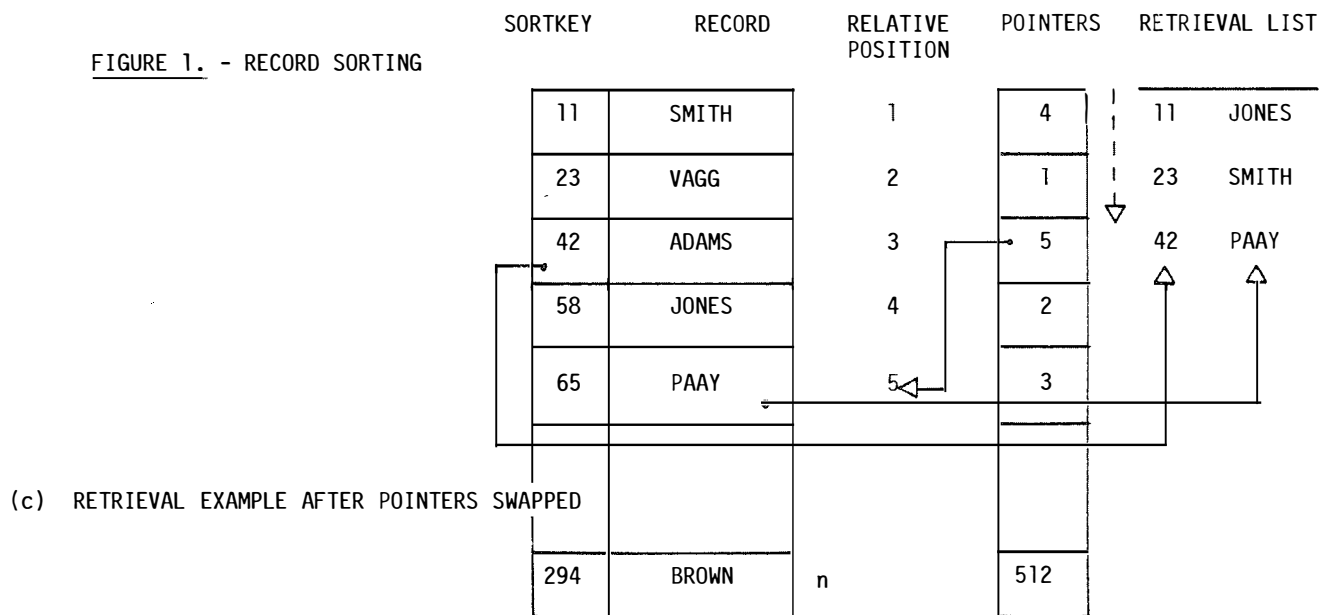 SORTKEY RECORD RELATIVE POSITION POINTERS RETRIEVAL LIST
FIGURE 1. - RECORD SORTING
11 SMITH 1 4 11 JONES
23 VAGG 2 1 23 SMITH
42 ADAMS 3 5 42 PAAY
58 JONES 4 2
65 PAAY 5 3
(c) RETRIEVAL EXAMPLE AFTER POINTERS SWAPPED
294 BROWN n 512